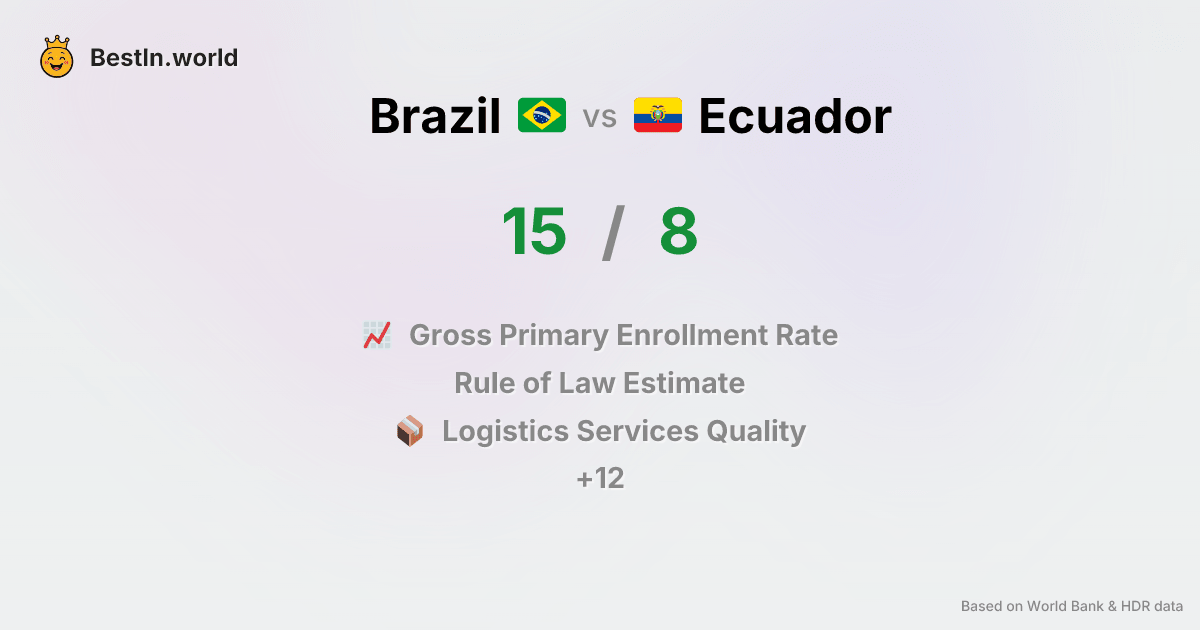 BestIn.world
Brazil vs Ecuador
15 / 8
Gross Primary Enrollment Rate
Rule of Law Estimate
Logistics Services Quality
+12
Based on World Bank & HDR data